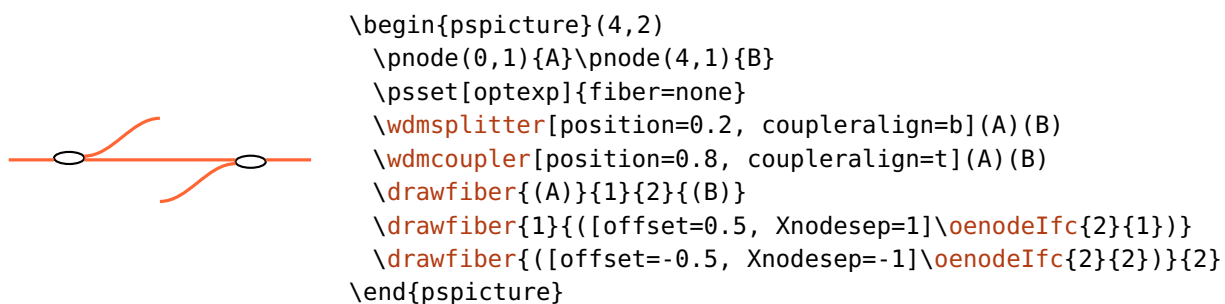 \begin{pspicture}(4,2)
\pnode(0,1){A}\pnode(4,1){B}
\psset[optexp]{fiber=none}
\wdmsplitter[position=0.2, coupleralign=b](A)(B)
\wdmcoupler[position=0.8, coupleralign=t](A)(B)
\drawfiber{(A)}{1}{2}{(B)}
\drawfiber{1}{([offset=0.5, Xnodesep=1]\oenodeIfc{2}{1})}
\drawfiber{([offset=-0.5, Xnodesep=-1]\oenodeIfc{2}{2})}{2}
\end{pspicture}